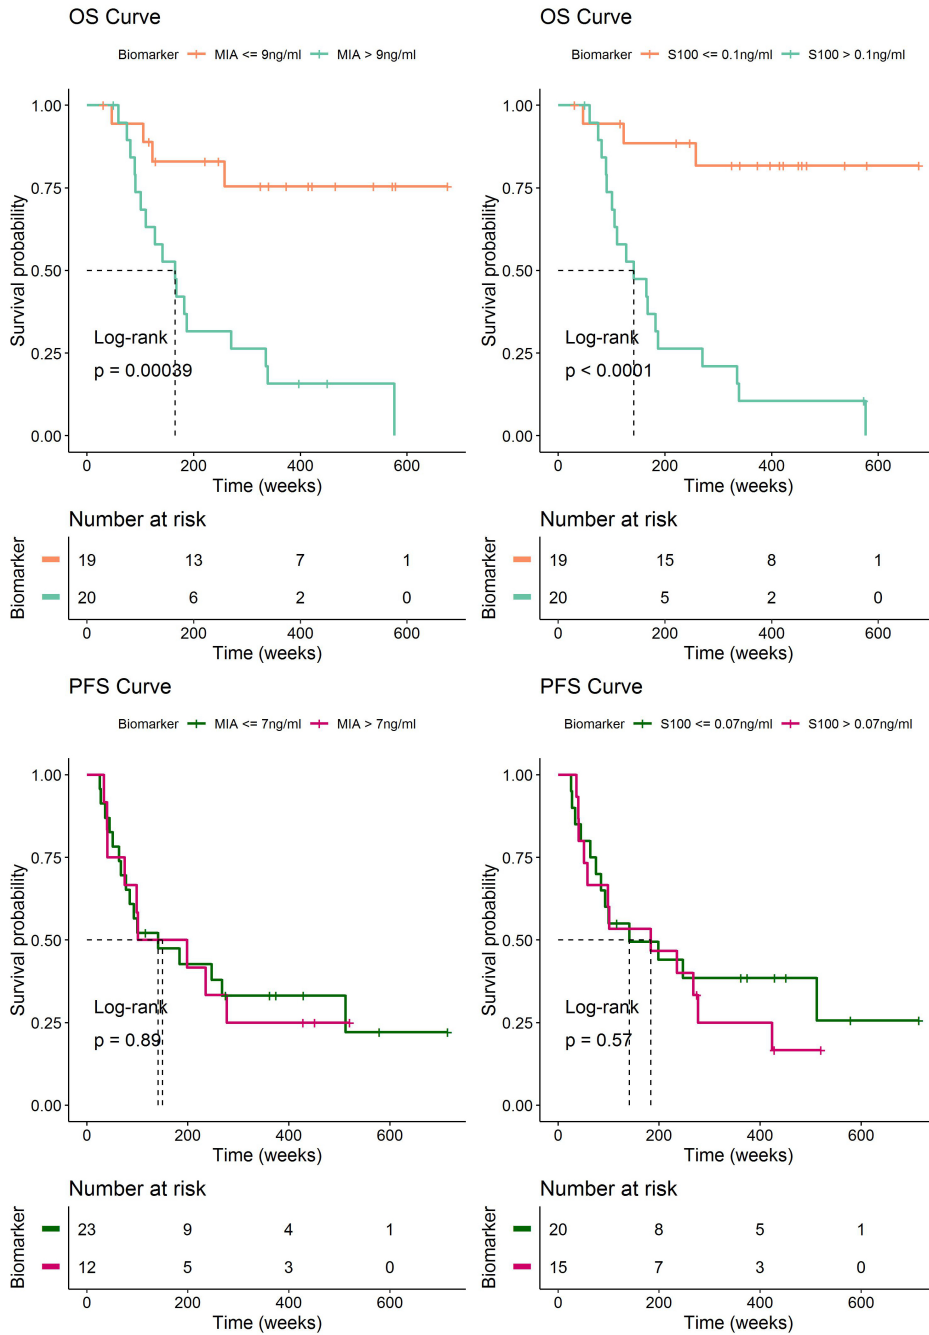 OS Curve
Biomarker MIA <= 9ng/ml MIA > 9ng/ml
Survival probability
1.00
0.75
0.50
0.25
0.00
Log-rank
p = 0.00039
0 200 400 600
Time (weeks)
Number at risk
Biomarker
19 13 7 1
20 6 2 0
0 200 400 600
Time (weeks)
OS Curve
Biomarker S100 <= 0.1ng/ml S100 > 0.1ng/ml
Survival probability
1.00
0.75
0.50
0.25
0.00
Log-rank
p < 0.0001
0 200 400 600
Time (weeks)
Number at risk
Biomarker
19 15 8 1
20 5 2 0
0 200 400 600
Time (weeks)
PFS Curve
Biomarker MIA <= 7ng/ml MIA > 7ng/ml
Survival probability
1.00
0.75
0.50
0.25
0.00
Log-rank
p = 0.89
0 200 400 600
Time (weeks)
Number at risk
Biomarker
23 9 4 1
12 5 3 0
0 200 400 600
Time (weeks)
PFS Curve
Biomarker S100 <= 0.07ng/ml S100 > 0.07ng/ml
Survival probability
1.00
0.75
0.50
0.25
0.00
Log-rank
p = 0.57
0 200 400 600
Time (weeks)
Number at risk
Biomarker
20 8 5 1
15 7 3 0
0 200 400 600
Time (weeks)